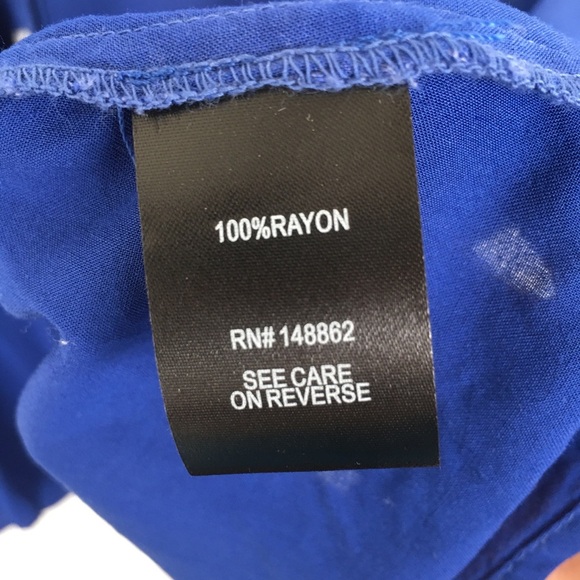 100%RAYON
RN# 148862
SEE CARE
ON REVERSE